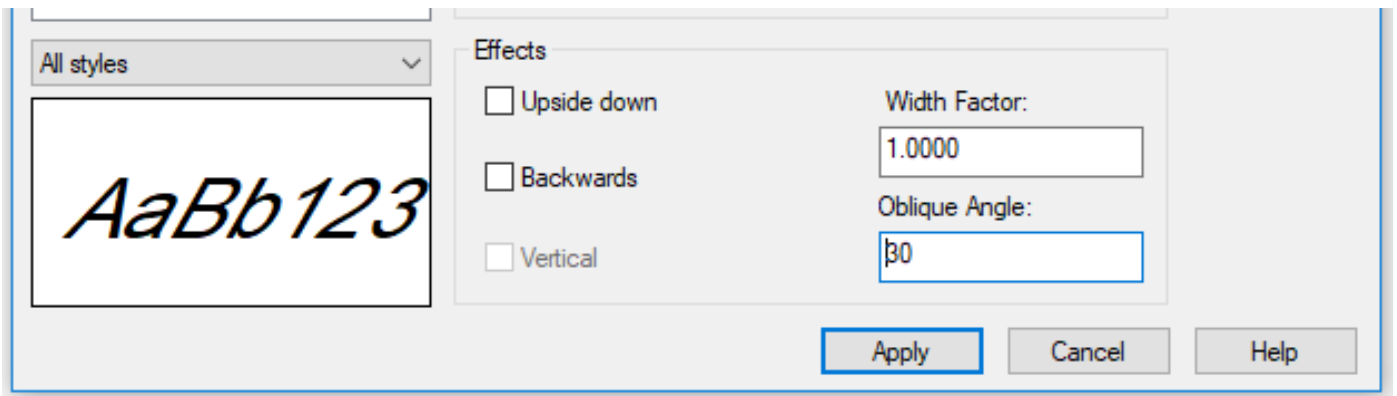 All styles
AaBb123
Effects
Upside down
Backwards
Vertical
Width Factor:
1.0000
Oblique Angle:
30
Apply
Cancel
Help